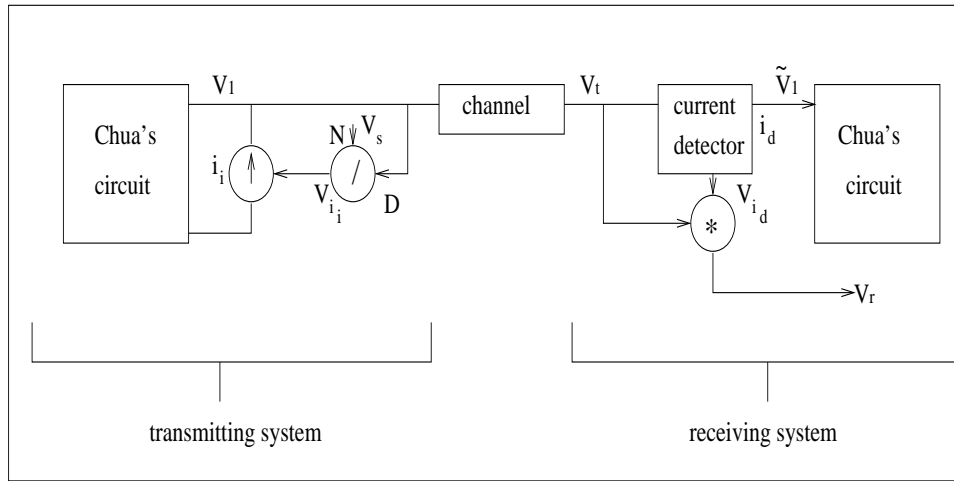 V1
Chua's
circuit
i_i
N
V_s
/
V_i_i
D
channel
V_t
current
detector
Ṽ1
i_d
V_i_d
*
Chua's
circuit
V_r
transmitting system
receiving system